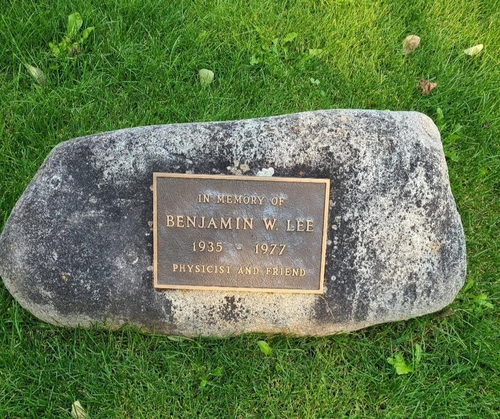 IN MEMORY OF
BENJAMIN W. LEE
1935 - 1977
PHYSICIST AND FRIEND